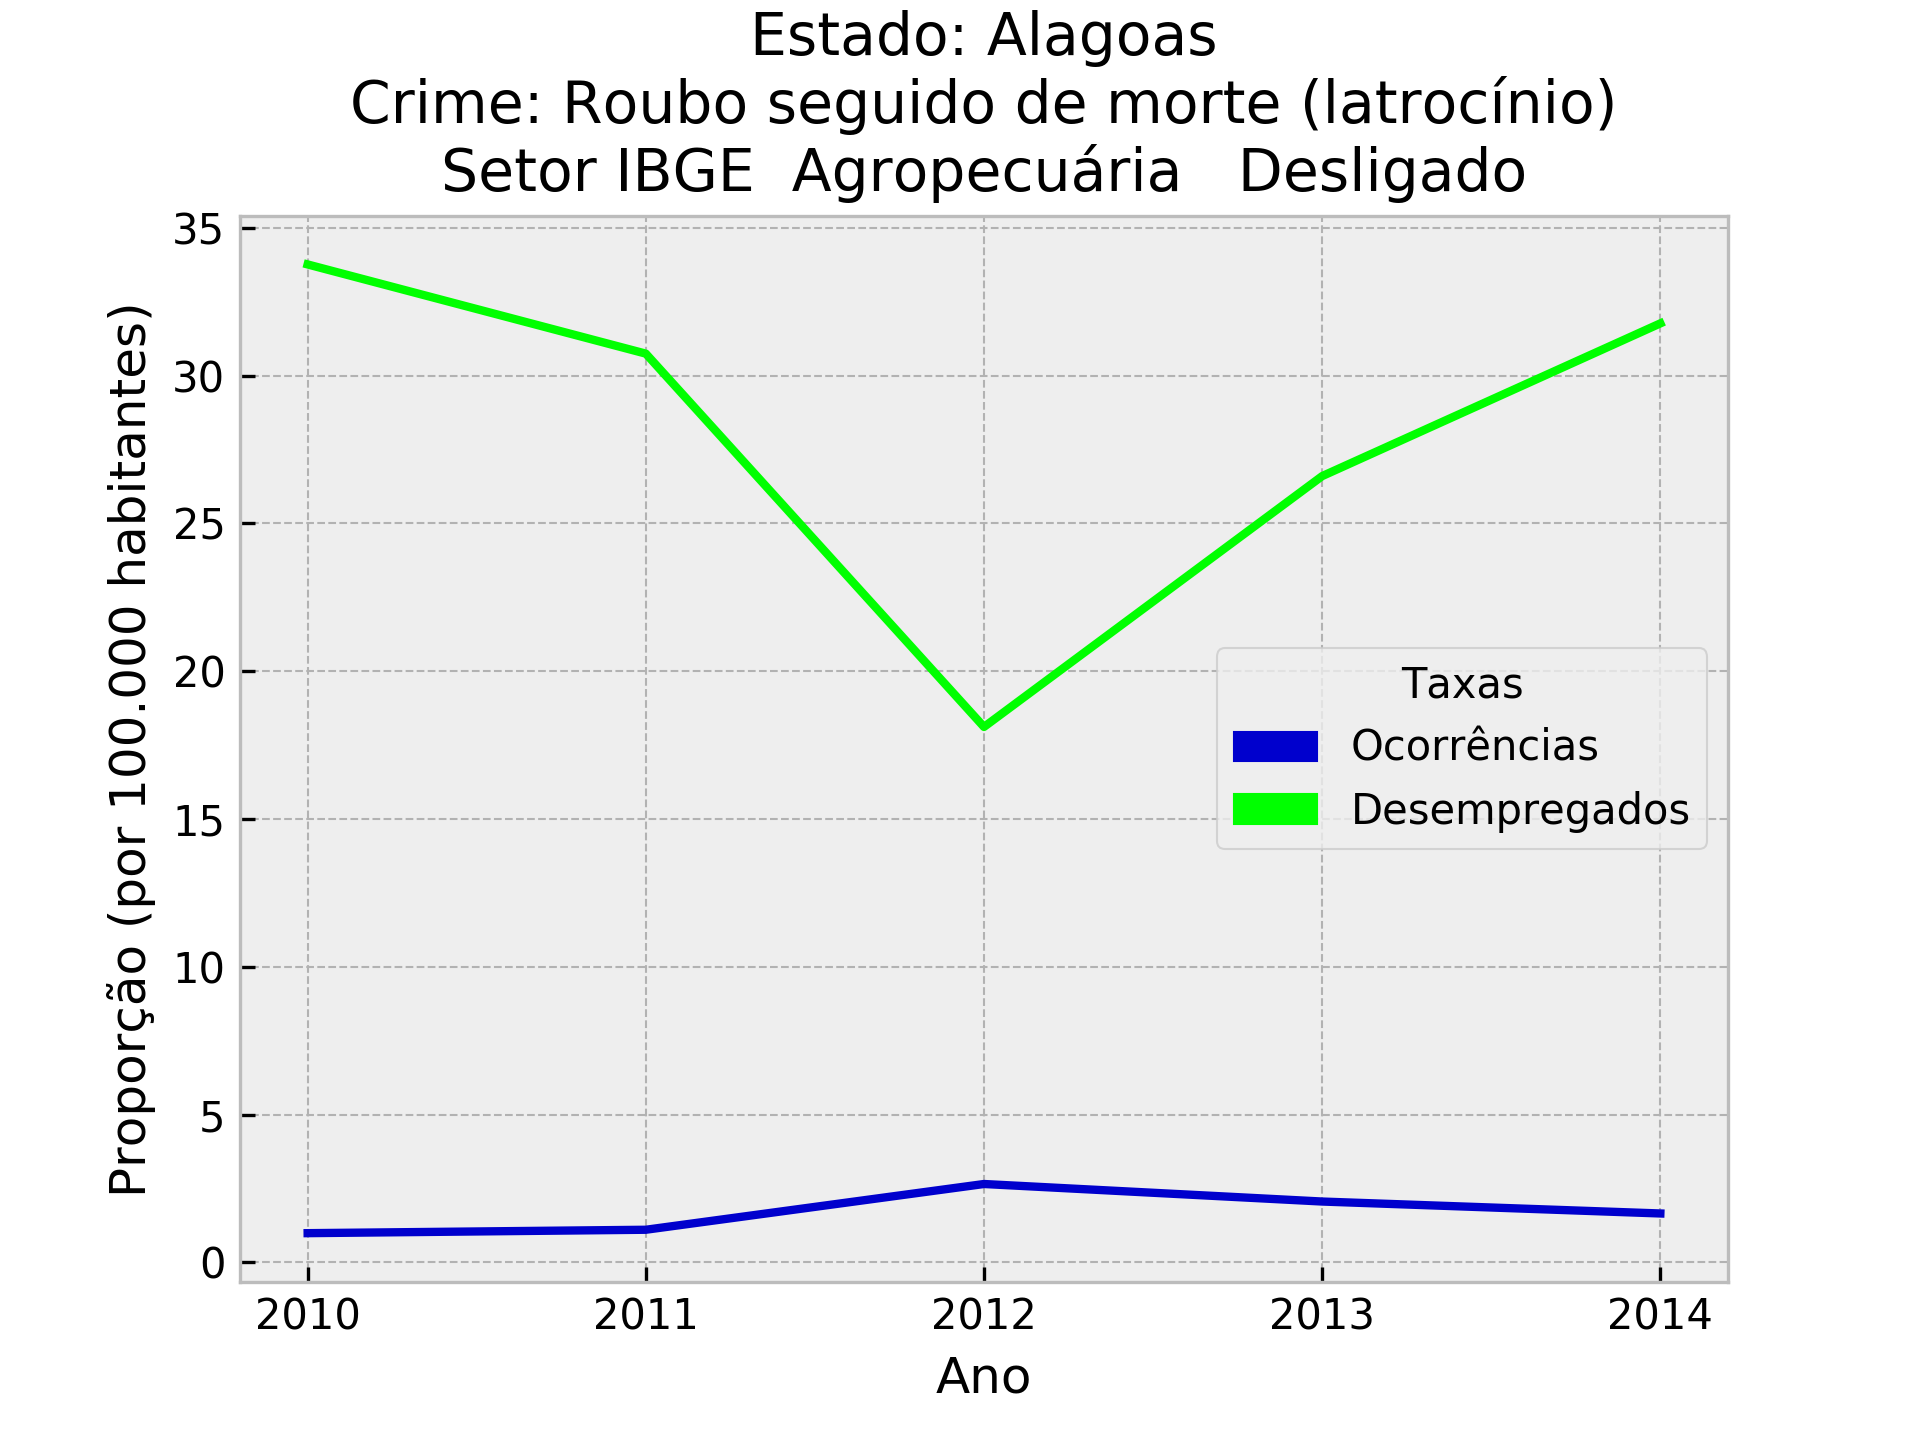 Estado: Alagoas
Crime: Roubo seguido de morte (latrocínio)
Setor IBGE  Agropecuária   Desligado
Proporção (por 100.000 habitantes)
35
30
25
20
15
10
5
0
Taxas
Ocorrências
Desempregados
2010 2011 2012 2013 2014
Ano